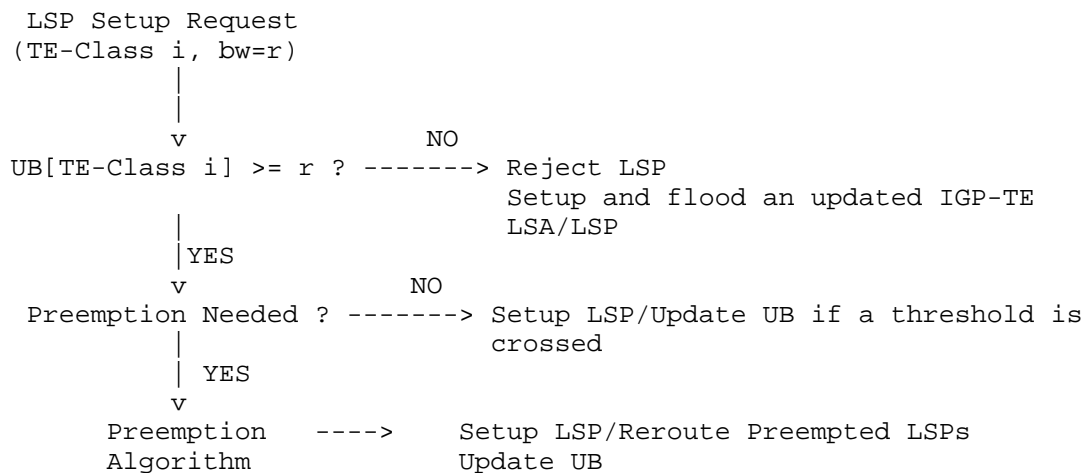 LSP Setup Request
(TE-Class i, bw=r)
|
|
v NO
UB[TE-Class i] >= r ? -------> Reject LSP
Setup and flood an updated IGP-TE
| LSA/LSP
|YES
v NO
Preemption Needed ? -------> Setup LSP/Update UB if a threshold is
| crossed
| YES
v
Preemption ----> Setup LSP/Reroute Preempted LSPs
Algorithm Update UB